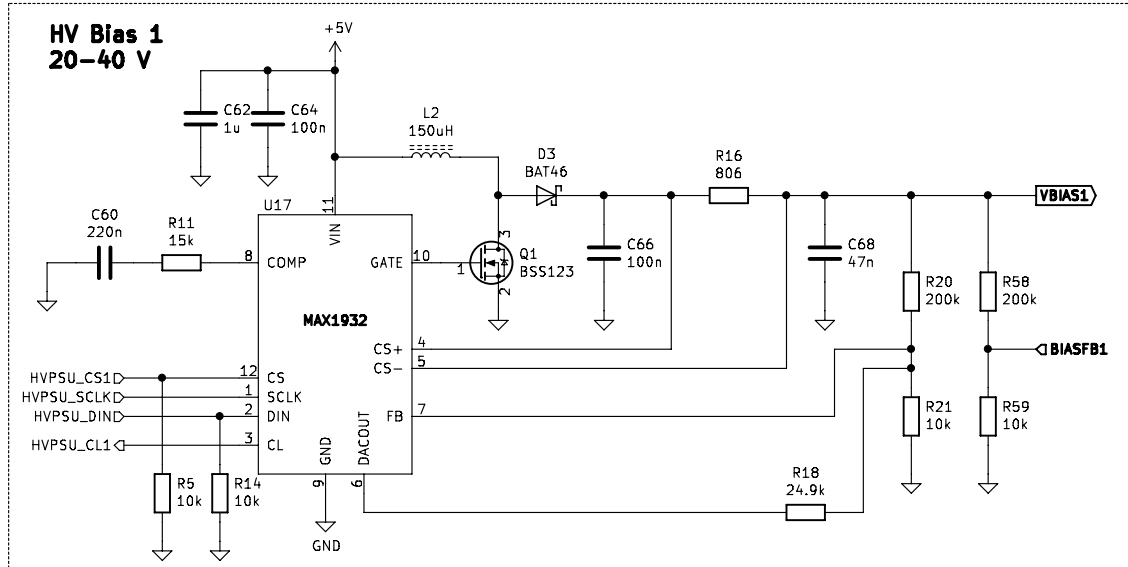 HV Bias 1
20-40 V
+5V
C62
1u
C64
100n
L2
150uH
D3
BAT46
R16
806
VBIAS1
U17
11
VIN
C60
220n
R11
15k
8
COMP
GATE
10
3
1
2
Q1
BSS123
C66
100n
C68
47n
R20
200k
R58
200k
MAX1932
CS+
4
CS-
5
BIASFB1
HVPSU_CS1
12
CS
HVPSU_SCLK
1
SCLK
HVPSU_DIN
2
DIN
FB
7
HVPSU_CL1
3
CL
R21
10k
R59
10k
GND
9
DACOUT
6
R5
10k
R14
10k
R18
24.9k
GND